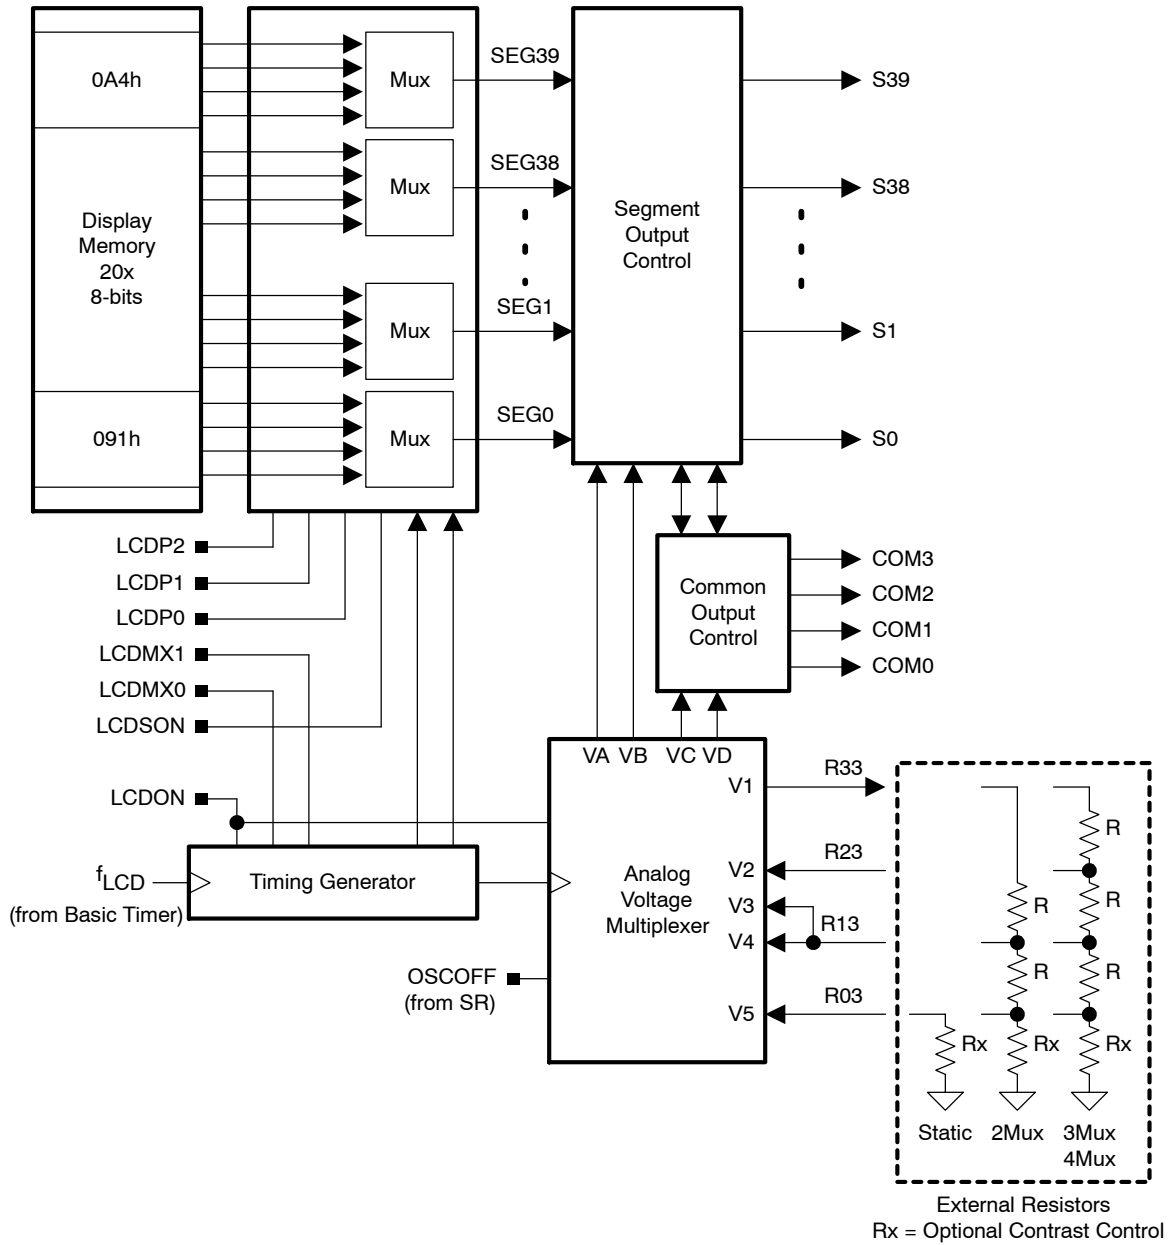 0A4h
Display
Memory
20x
8-bits
091h
Mux
Mux
Mux
Mux
SEG39
SEG38
SEG1
SEG0
Segment
Output
Control
S39
S38
S1
S0
LCDP2
LCDP1
LCDP0
LCDMX1
LCDMX0
LCDSON
LCDON
fLCD
(from Basic Timer)
Timing Generator
OSCOFF
(from SR)
Common
Output
Control
COM3
COM2
COM1
COM0
VA VB VC VD
V1
V2
V3
V4
V5
Analog
Voltage
Multiplexer
R33
R23
R13
R03
R
R
R
R
R
Rx
Rx
Rx
Static 2Mux 3Mux
4Mux
External Resistors
Rx = Optional Contrast Control